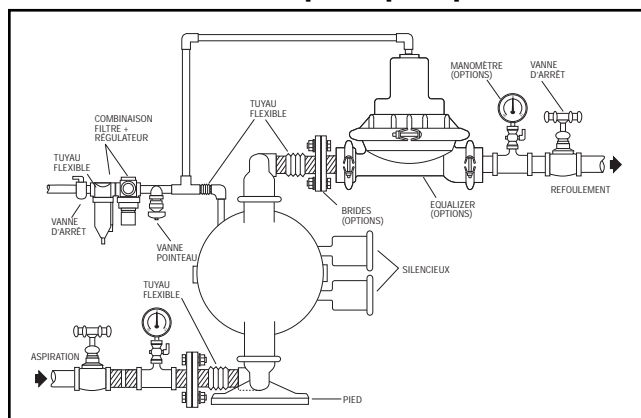 MANOMÈTRE
(OPTIONS)
VANNE
D'ARRÊT
COMBINAISON
FILTRE +
RÉGULATEUR
TUYAU
FLEXIBLE
TUYAU
FLEXIBLE
REFOULEMENT
EQUALIZER
(OPTIONS)
BRIDES
(OPTIONS)
VANNE
D'ARRÊT
VANNE
POINTEAU
SILENCIEUX
TUYAU
FLEXIBLE
ASPIRATION
PIED